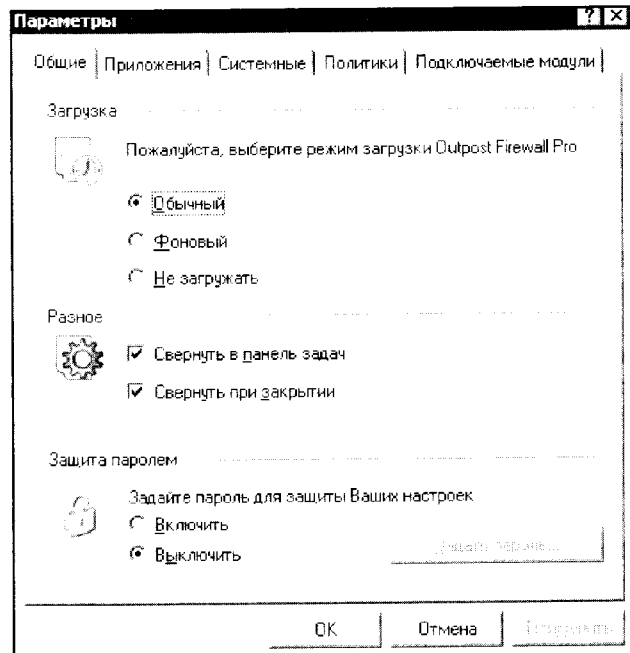 Параметры
Общие
Приложения
Системные
Политики
Подключаемые модули
Загрузка
Пожалуйста, выберите режим загрузки Outpost Firewall Pro
Обычный
Фоновый
Не загружать
Разное
Свернуть в панель задач
Свернуть при закрытии
Защита паролем
Задайте пароль для защиты Ваших настроек
Включить
Выключить
OK
Отмена